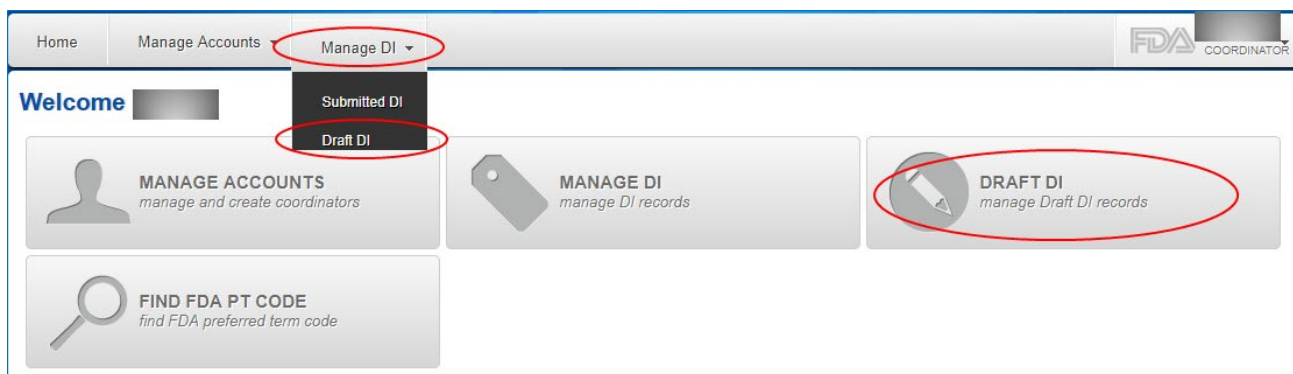 Home Manage Accounts Manage DI FDA COORDINATOR
Submitted DI
Draft DI
Welcome
MANAGE ACCOUNTS
manage and create coordinators
MANAGE DI
manage DI records
DRAFT DI
manage Draft DI records
FIND FDA PT CODE
find FDA preferred term code